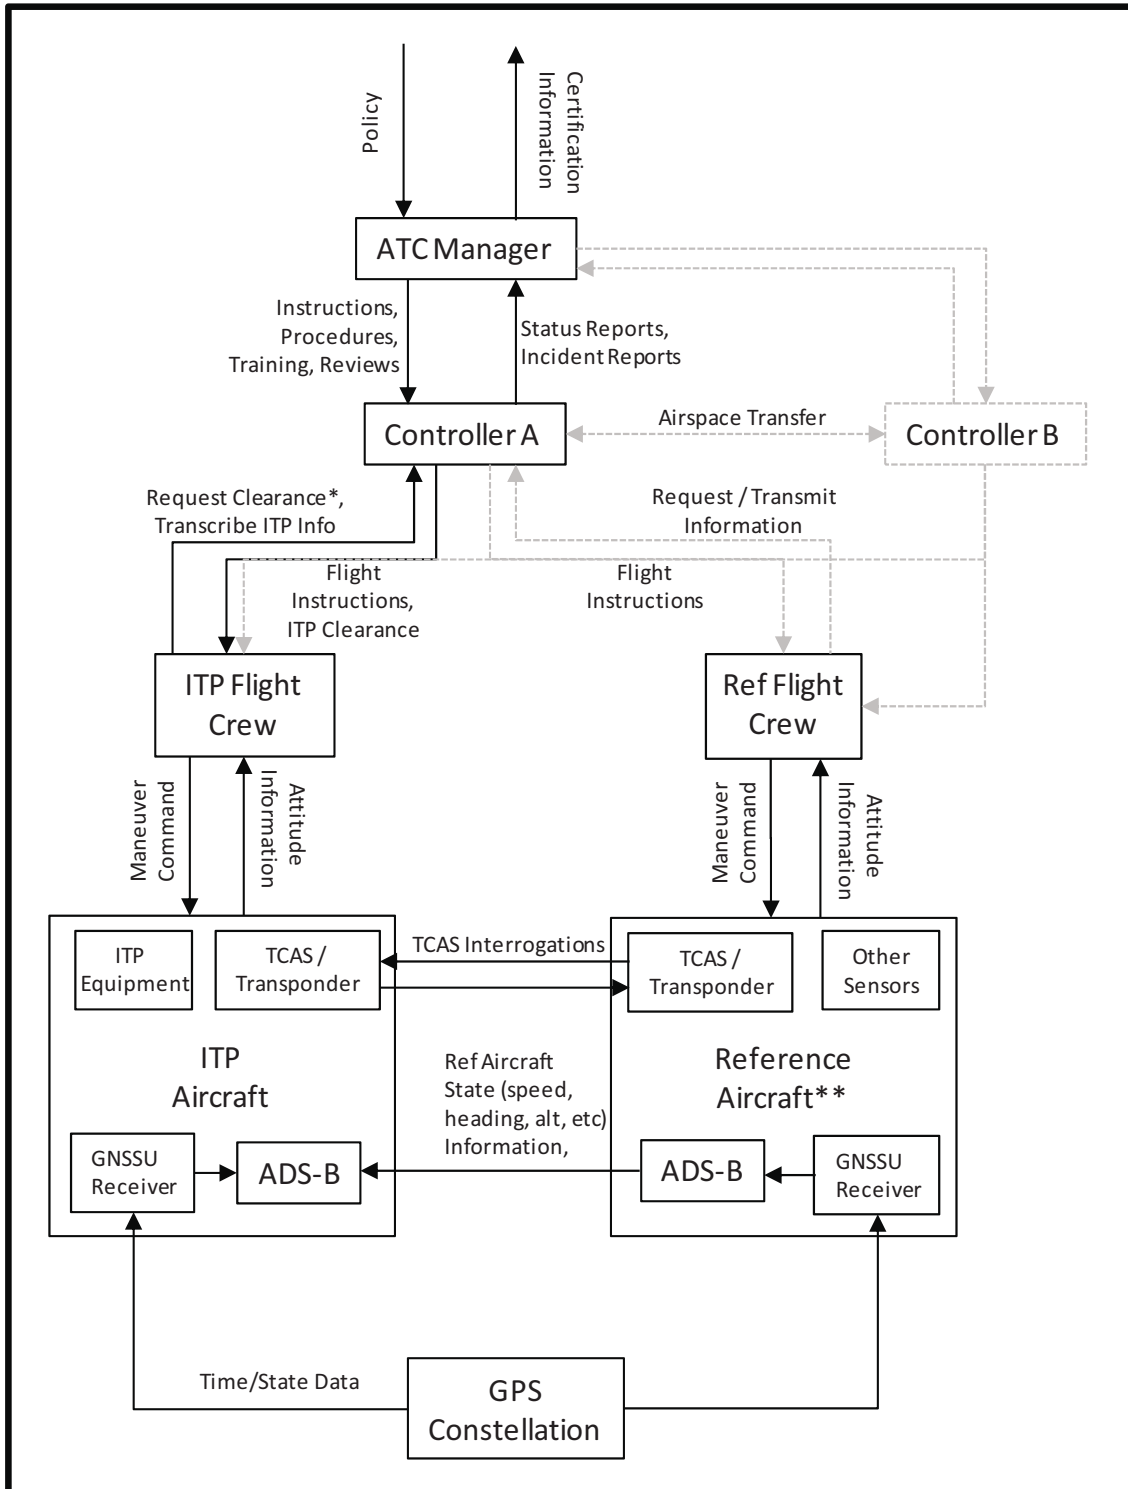 Policy
Certification
Information
ATC Manager
Instructions,
Procedures,
Training, Reviews
Status Reports,
Incident Reports
Controller A
Airspace Transfer
Controller B
Request Clearance*,
Transcribe ITP Info
Request / Transmit
Information
Flight
Instructions,
ITP Clearance
Flight
Instructions
ITP Flight
Crew
Ref Flight
Crew
Maneuver
Command
Attitude
Information
Maneuver
Command
Attitude
Information
ITP
Equipment
TCAS /
Transponder
TCAS Interrogations
TCAS /
Transponder
Other
Sensors
ITP
Aircraft
Ref Aircraft
State (speed,
heading, alt, etc)
Information,
Reference
Aircraft**
GNSSU
Receiver
ADS-B
ADS-B
GNSSU
Receiver
Time/State Data
GPS
Constellation